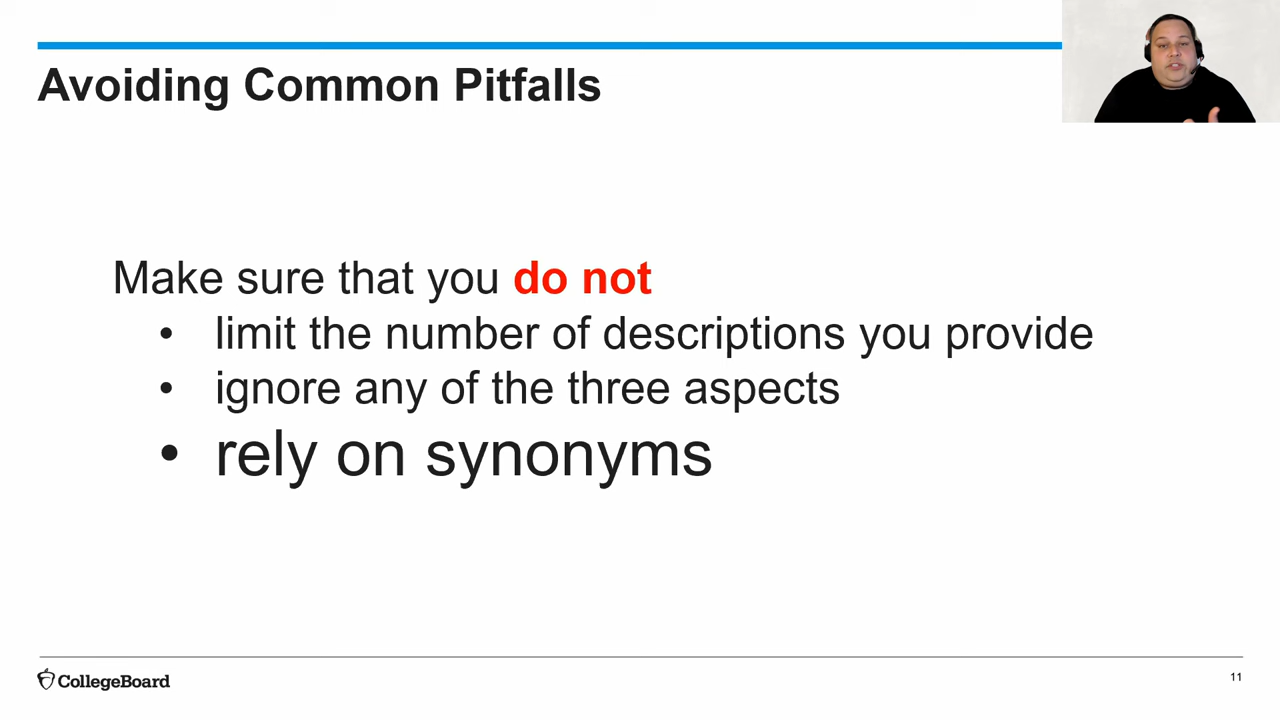 Avoiding Common Pitfalls
Make sure that you do not
• limit the number of descriptions you provide
• ignore any of the three aspects
• rely on synonyms
CollegeBoard
11